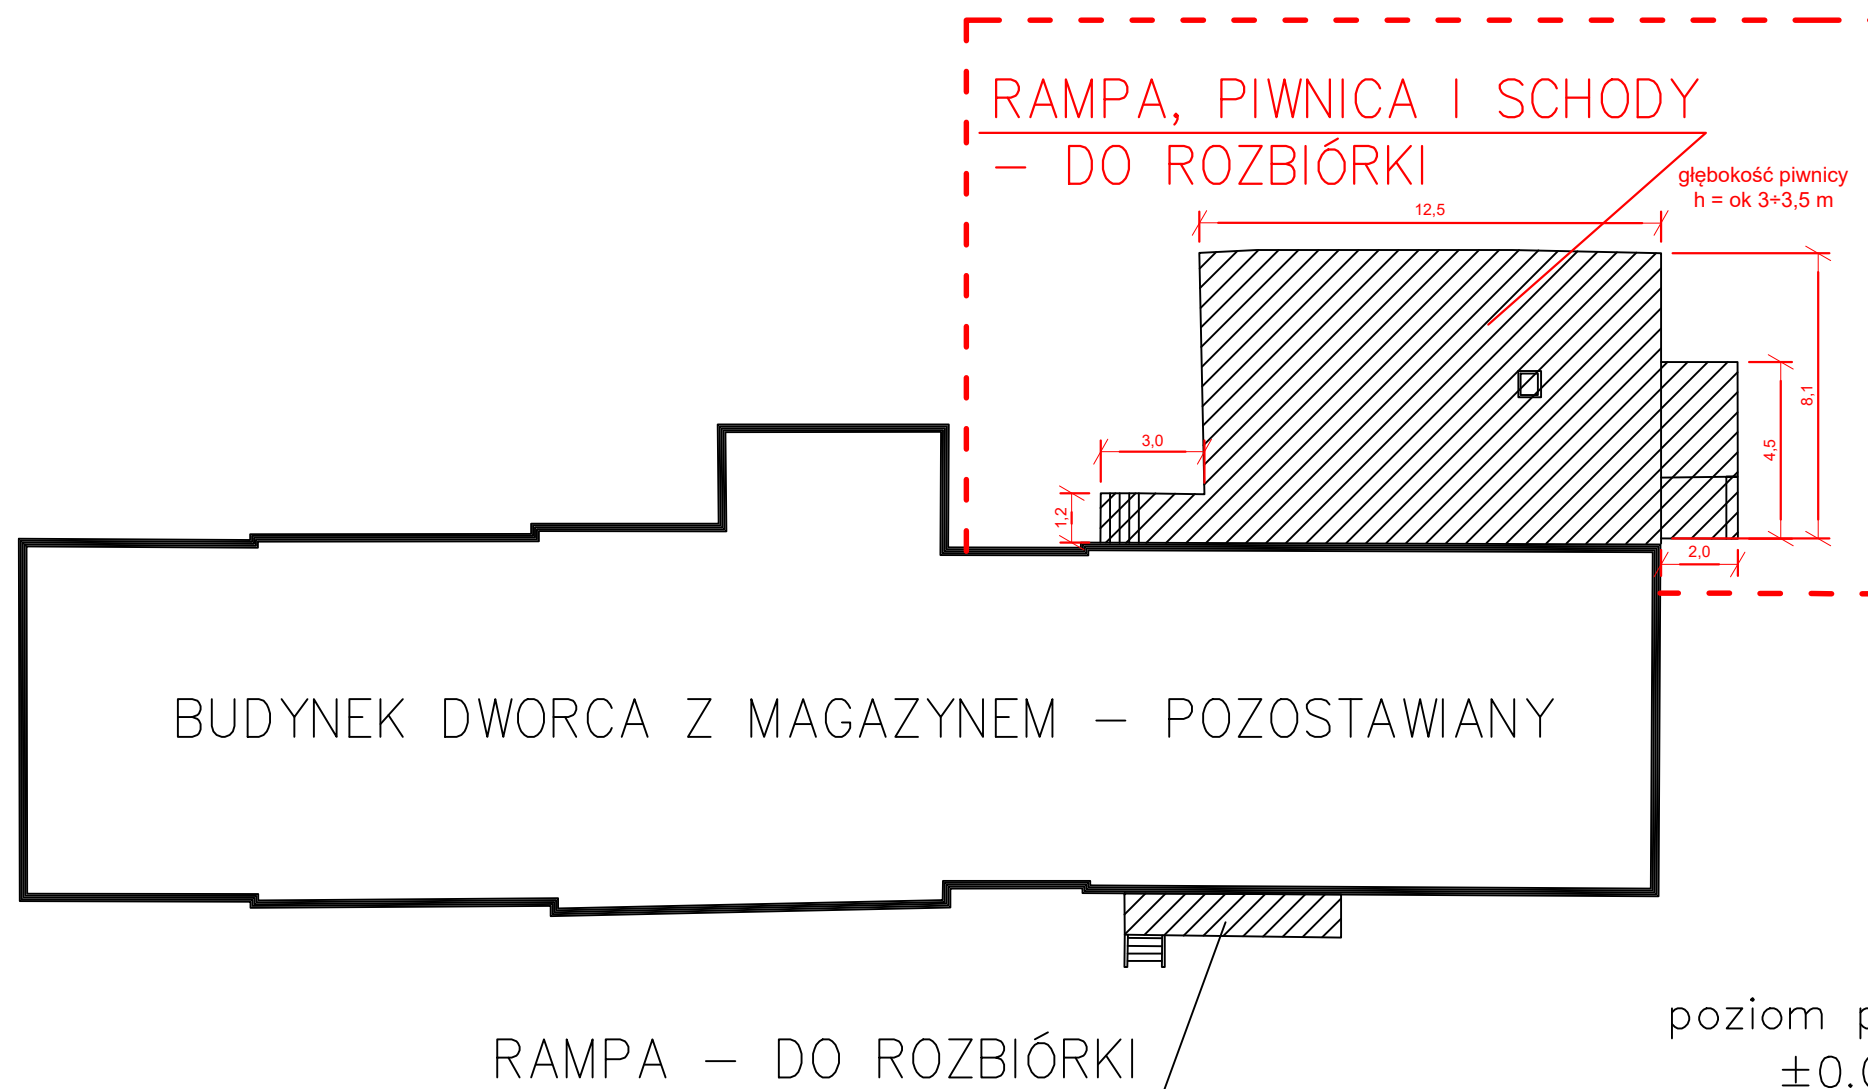 RAMPA, PIWNICA I SCHODY
– DO ROZBIÓRKI
głębokość piwnicy
h = ok 3÷3,5 m
12,5
8,1
4,5
3,0
1,2
2,0
BUDYNEK DWORCA Z MAGAZYNEM – POZOSTAWIANY
RAMPA – DO ROZBIÓRKI
poziom